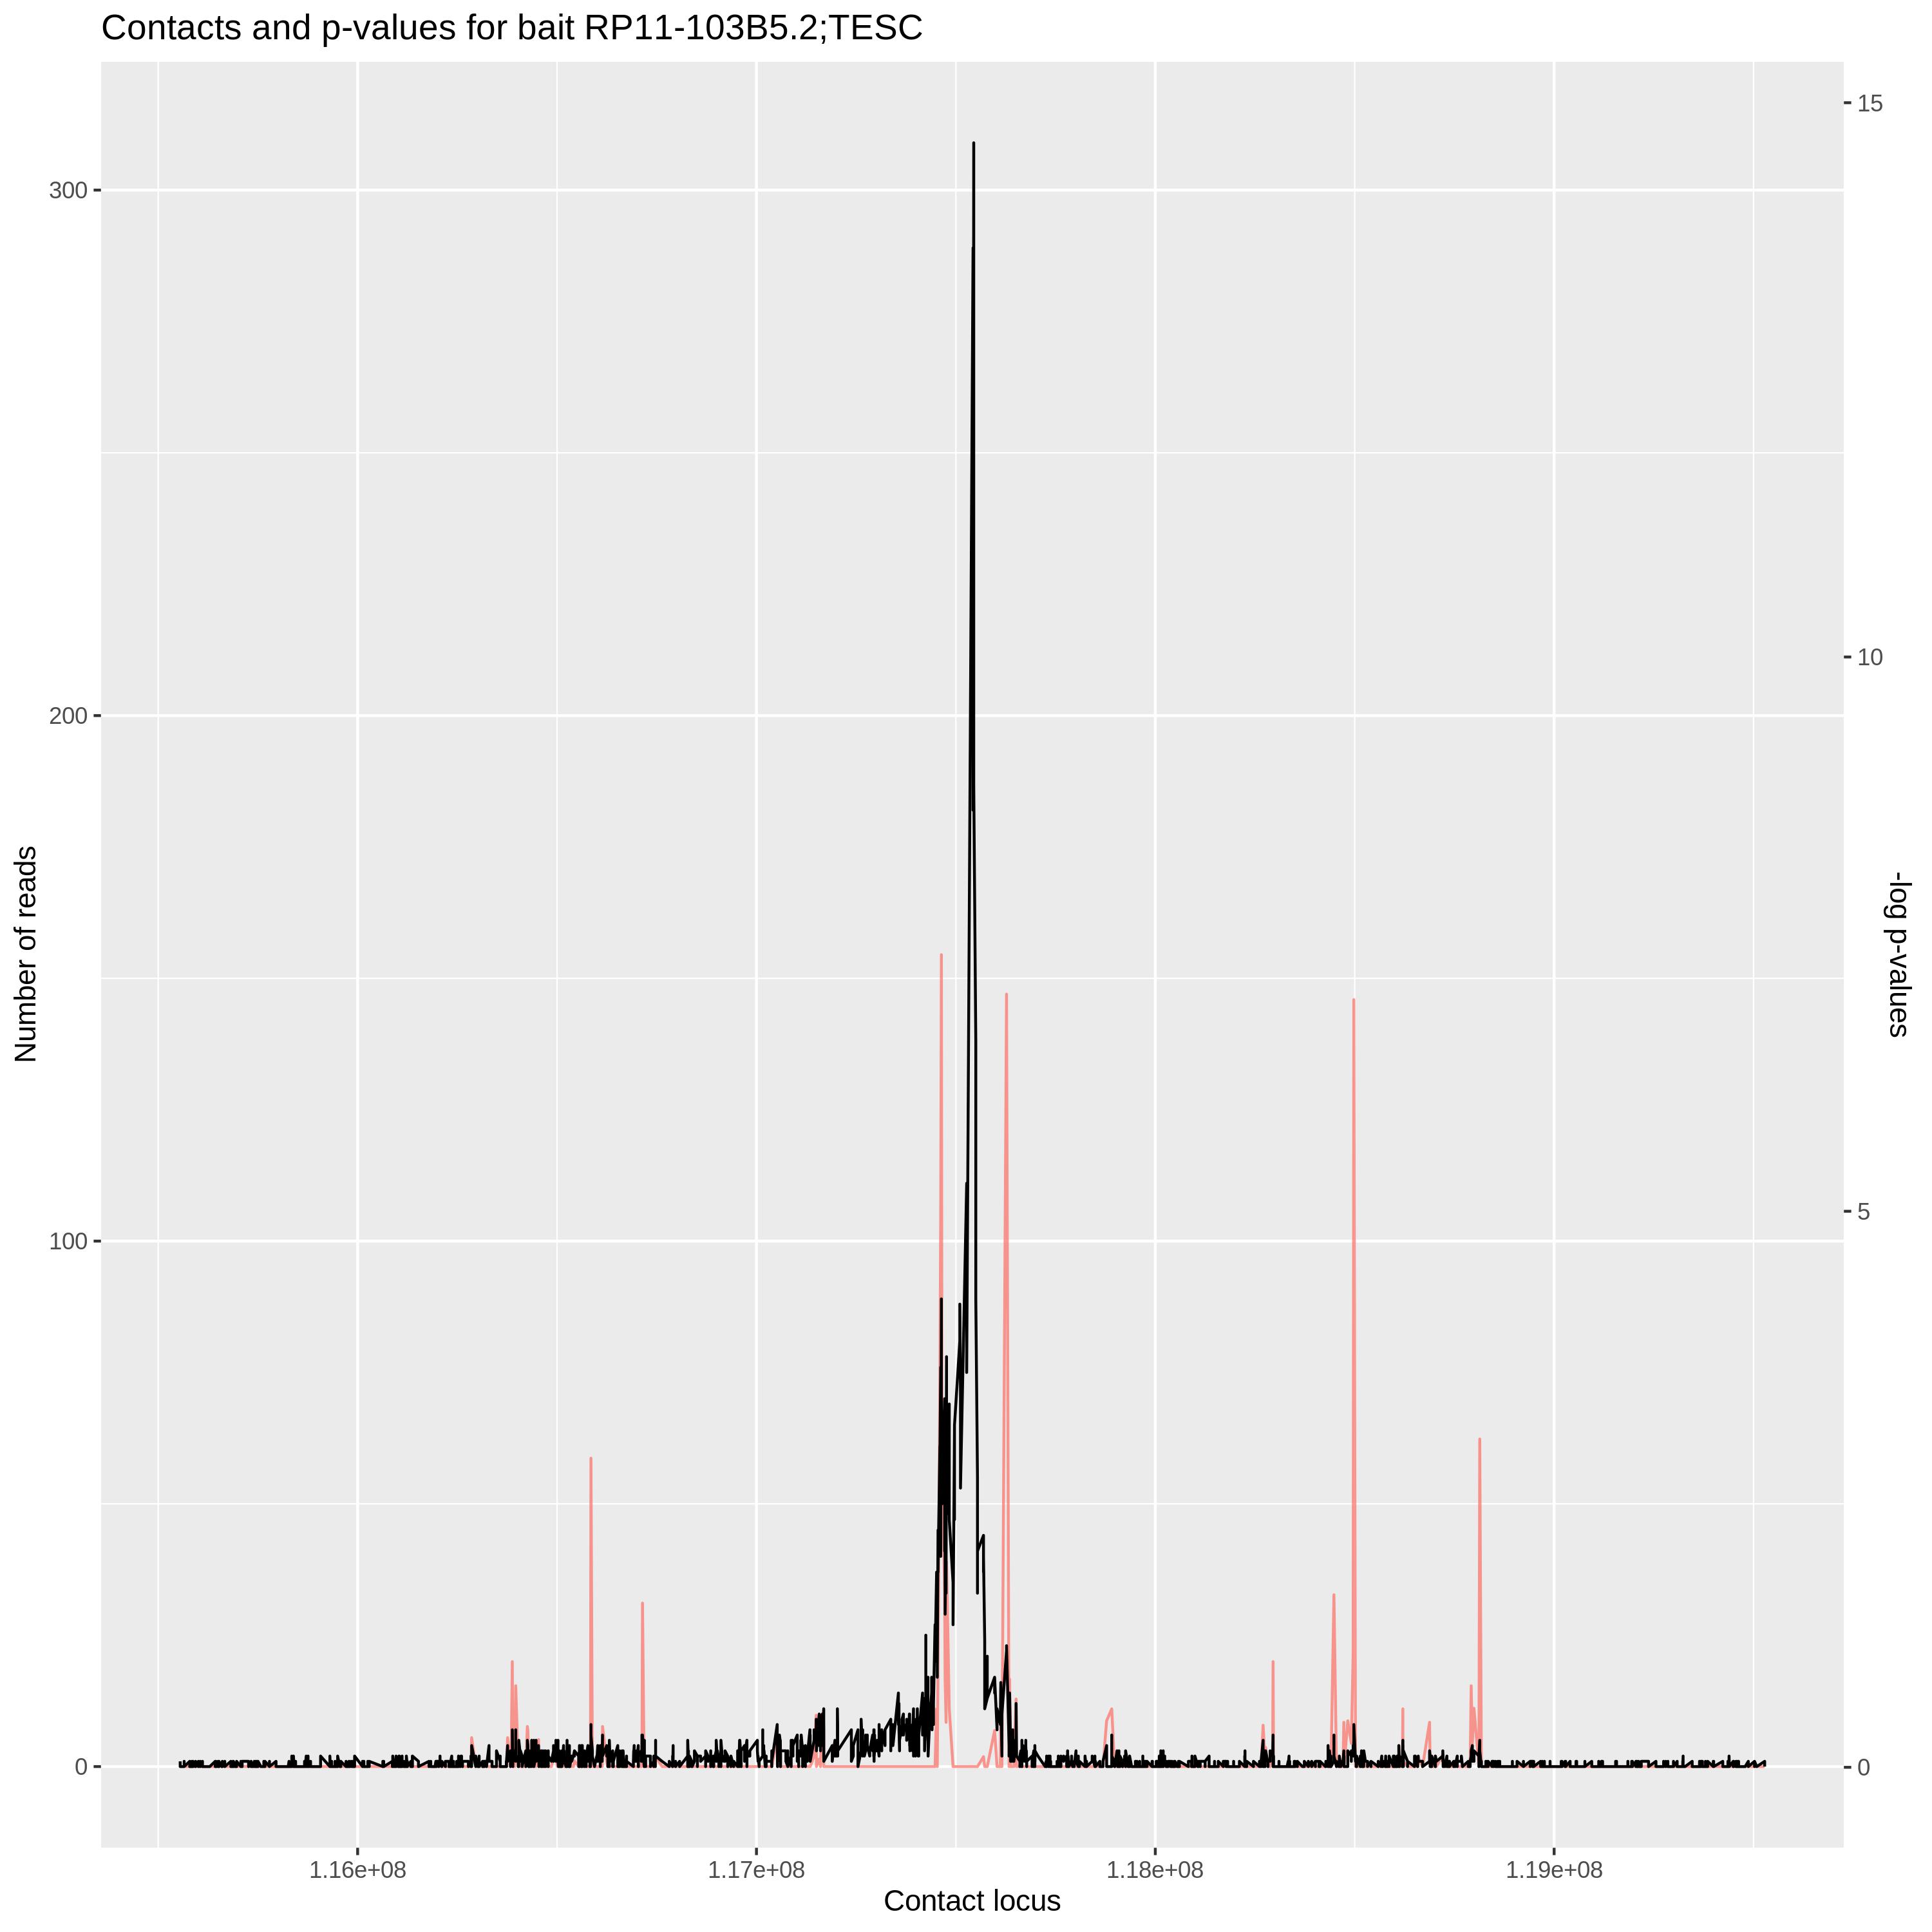 Contacts and p-values for bait RP11-103B5.2;TESC
300
200
100
0
Number of reads
15
10
5
0
-log p-values
1.16e+08
1.17e+08
1.18e+08
1.19e+08
Contact locus